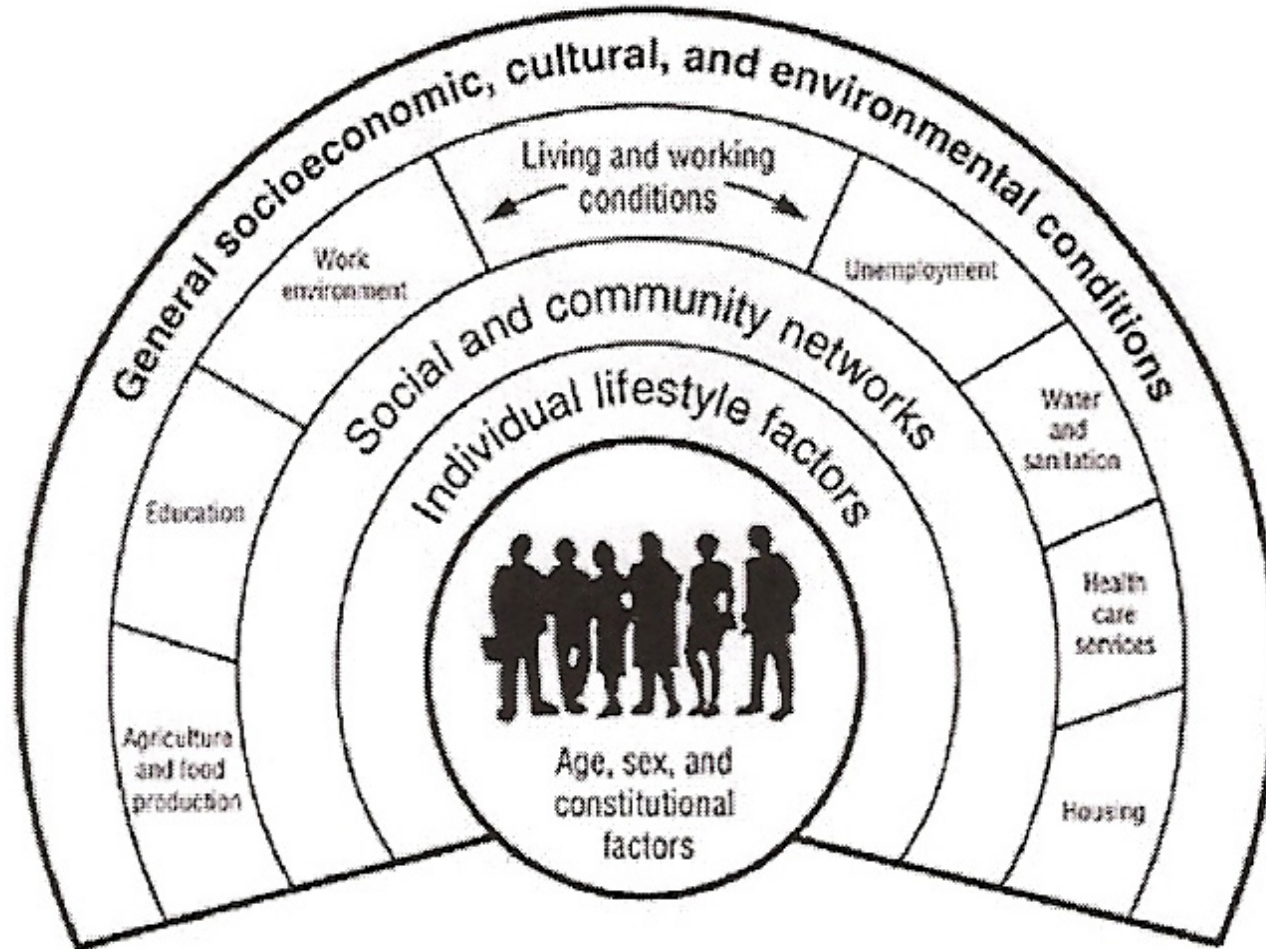 General socioeconomic, cultural, and environmental conditions
Living and working
conditions
Work
environment
Unemployment
Social and community networks
Individual lifestyle factors
Water
and
sanitation
Education
Health
care
services
Agriculture
and food
production
Age, sex, and
constitutional
factors
Housing